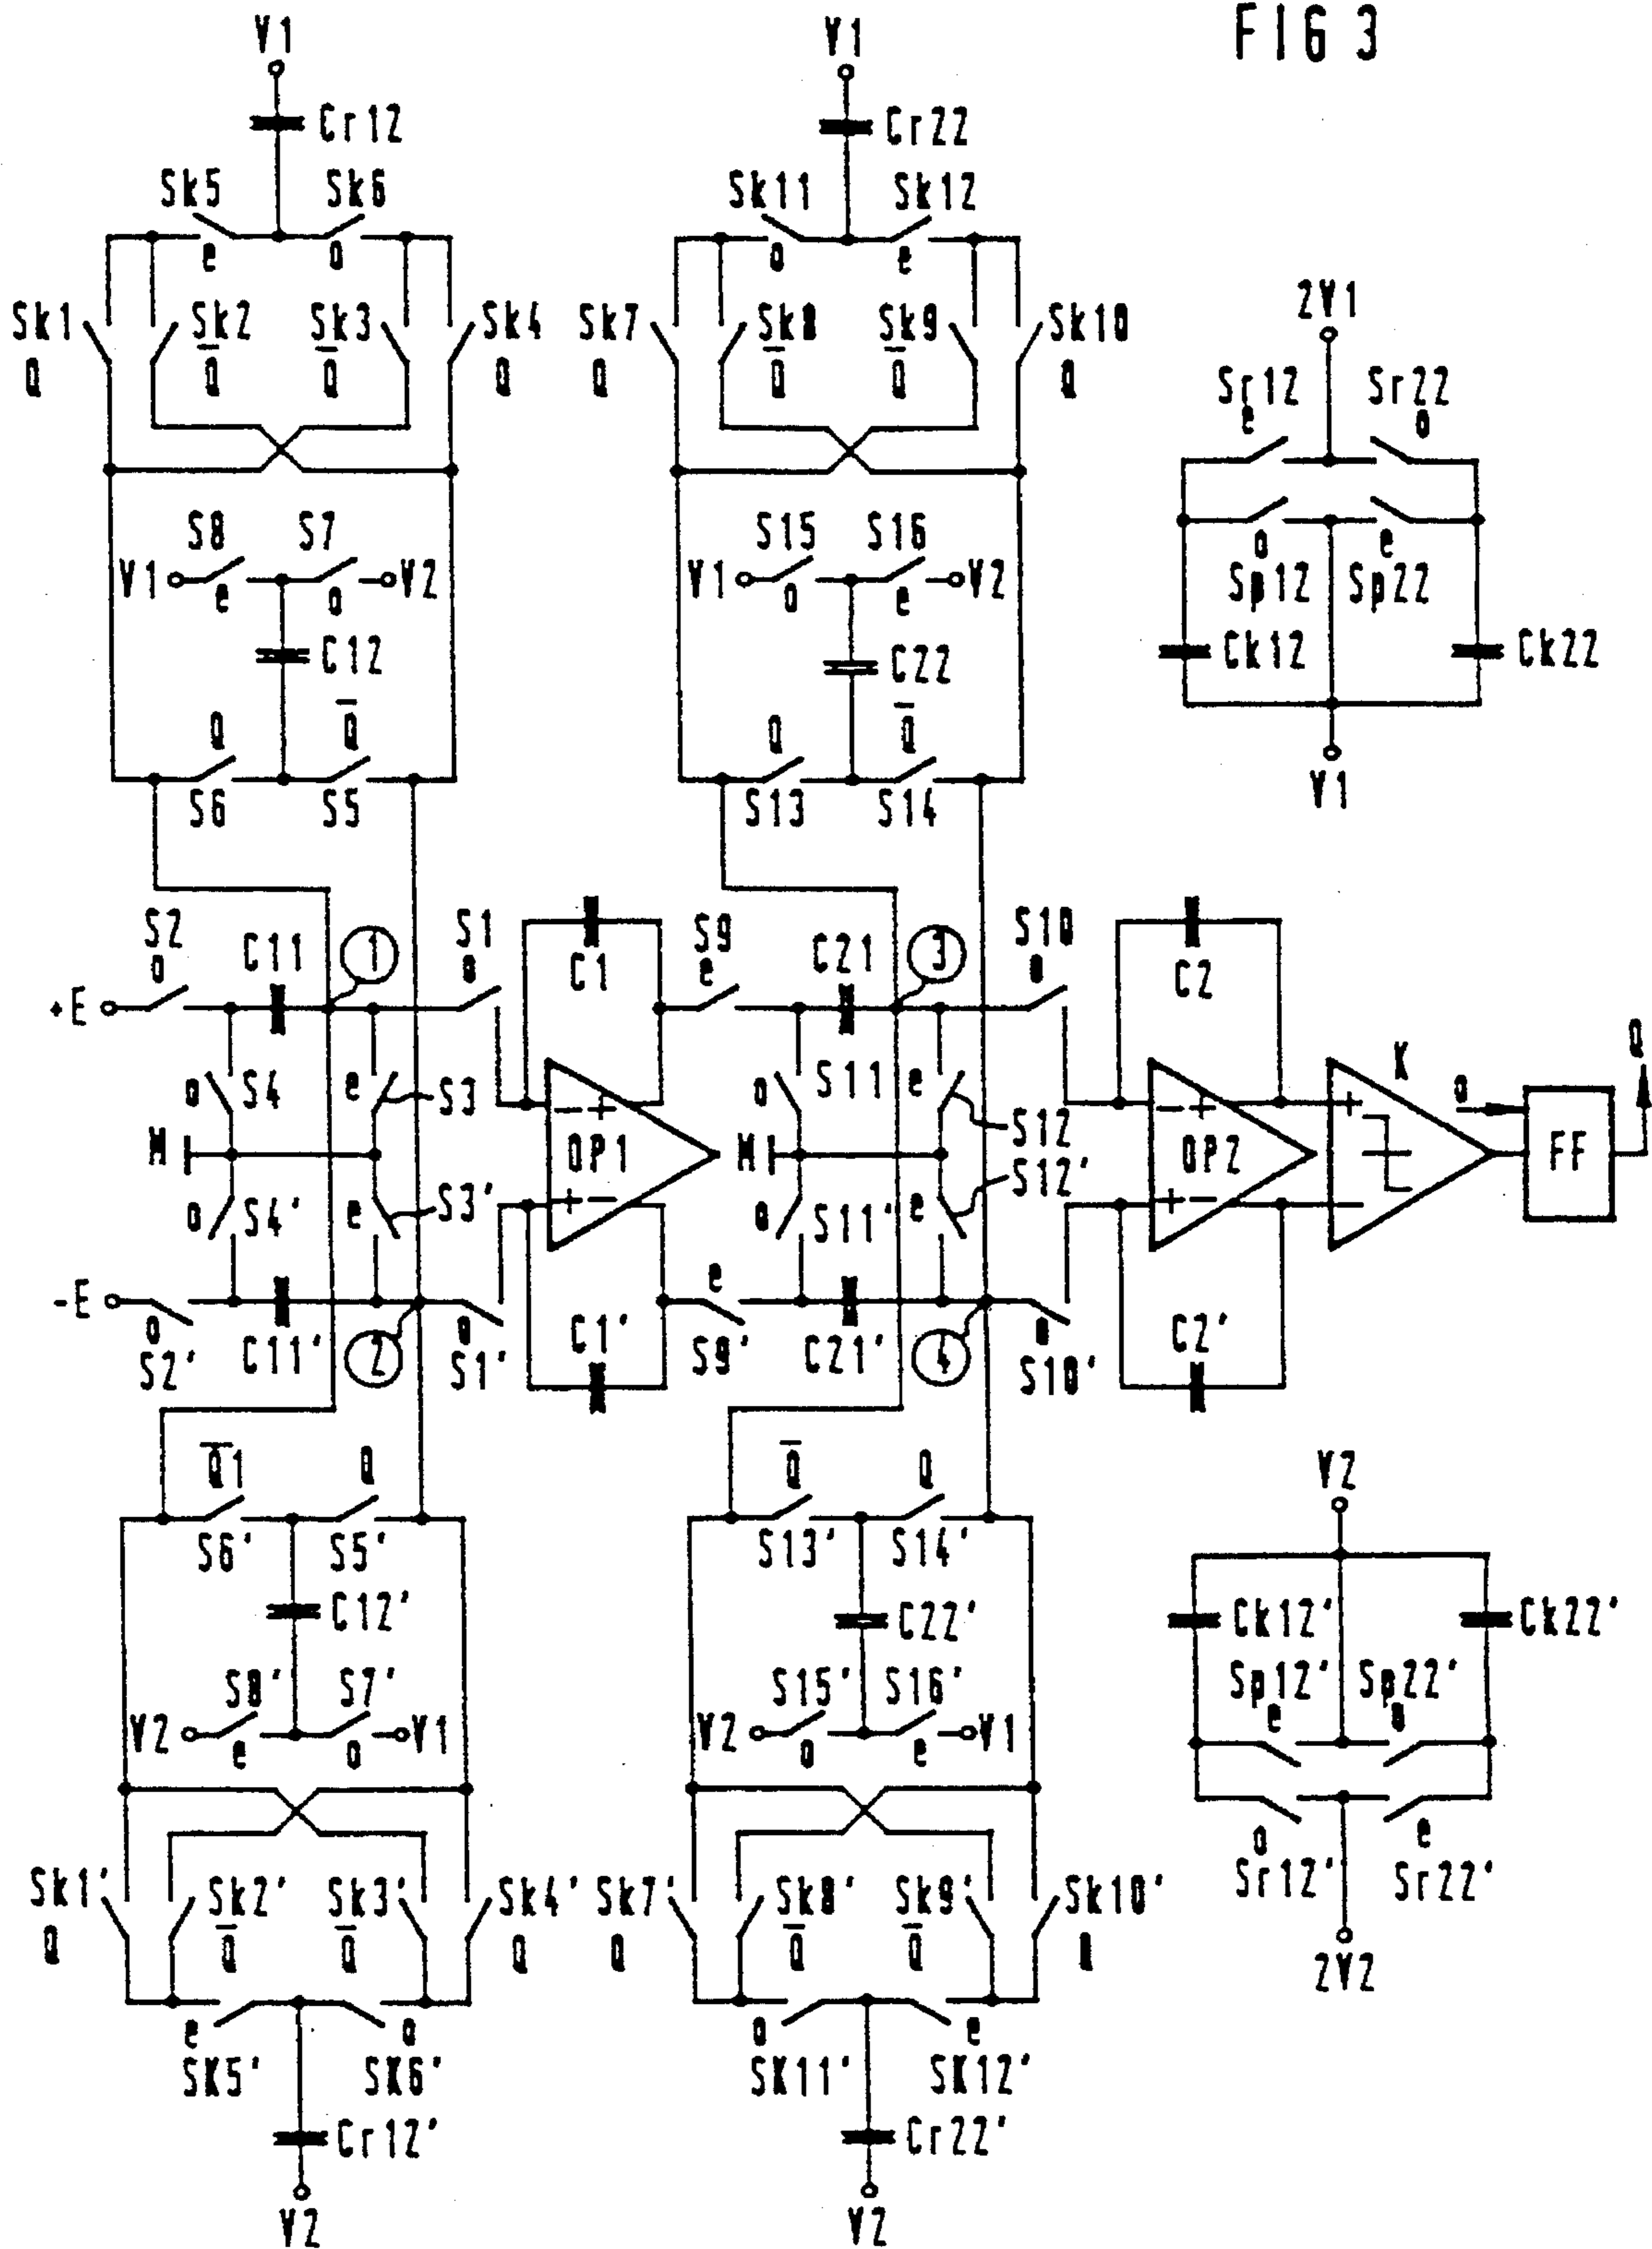 FIG 3
V1
V1
Cr12
Cr22
Sk5
Sk6
Sk11
Sk12
e
o
o
e
Sk1
Sk2
Sk3
Sk4
Sk7
Sk8
Sk9
Sk10
Q
Q̅
Q̅
Q
Q
Q̅
Q̅
Q
2V1
Sr12
Sr22
e
o
o
e
Sp12
Sp22
Ck12
Ck22
V1
S8
S7
S15
S16
V1
V2
V1
V2
e
o
o
e
C12
C22
Q
Q̅
Q
Q̅
S6
S5
S13
S14
S2
o
C11
1
S1
o
C1
S9
e
C21
3
S10
o
C2
+E
S4
o
e
S3
S11
o
e
S12
K
o
Q
M
- +
OP1
+ -
M
S12'
- +
OP2
+ -
+
-
FF
o
S4'
e
S3'
o
S11'
e
-E
o
S2'
C11'
2
o
S1'
C1'
e
S9'
C21'
4
o
S10'
C2'
Q̅1
Q
Q̅
Q
S6'
S5'
S13'
S14'
C12'
C22'
S8'
S7'
S15'
S16'
V2
V1
V2
V1
e
o
o
e
V2
Ck12'
Ck22'
Sp12'
Sp22'
e
o
o
e
Sr12'
Sr22'
2V2
Sk1'
Sk2'
Sk3'
Sk4'
Sk7'
Sk8'
Sk9'
Sk10'
Q
Q̅
Q̅
Q
Q
Q̅
Q̅
Q
e
o
o
e
SK5'
SK6'
SK11'
SK12'
Cr12'
Cr22'
V2
V2